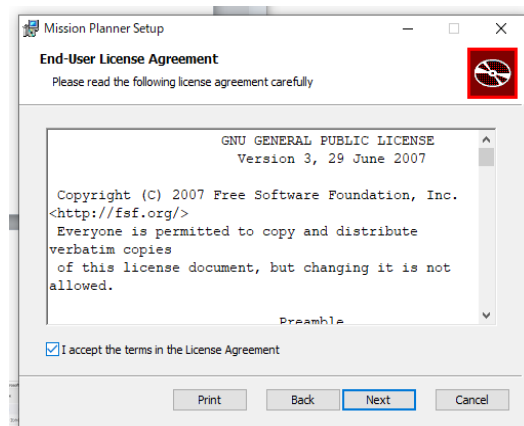 Mission Planner Setup
End-User License Agreement
Please read the following license agreement carefully
GNU GENERAL PUBLIC LICENSE
Version 3, 29 June 2007
Copyright (C) 2007 Free Software Foundation, Inc.
<http://fsf.org/>
Everyone is permitted to copy and distribute
verbatim copies
of this license document, but changing it is not
allowed.
Preamble
I accept the terms in the License Agreement
Print
Back
Next
Cancel